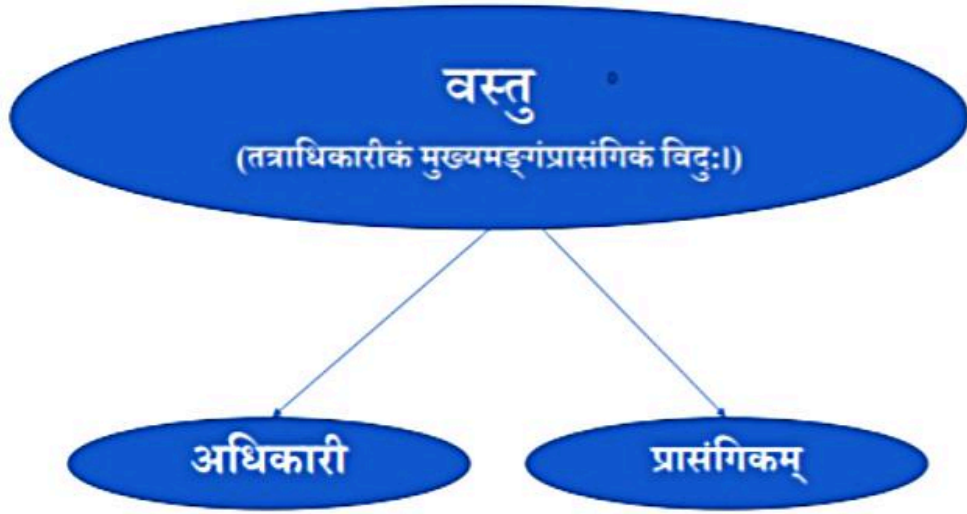 वस्तु
(तत्राधिकारीकं मुख्यमङ्गंप्रासंगिकं विदुः।)
अधिकारी
प्रासंगिकम्